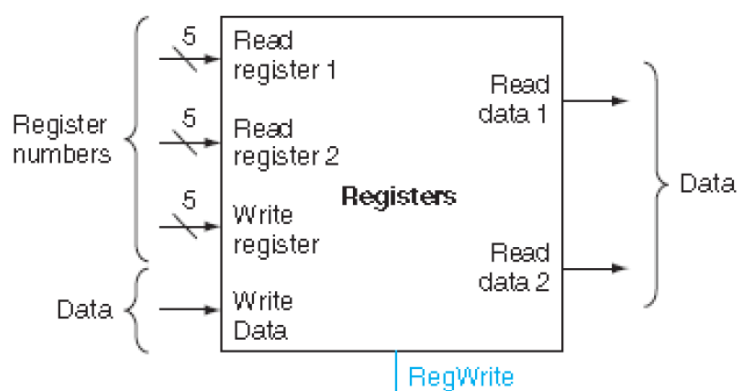 5
Read
register 1
Register
numbers
5
Read
register 2
5
Write
register
Registers
Data
Write
Data
Read
data 1
Data
Read
data 2
RegWrite